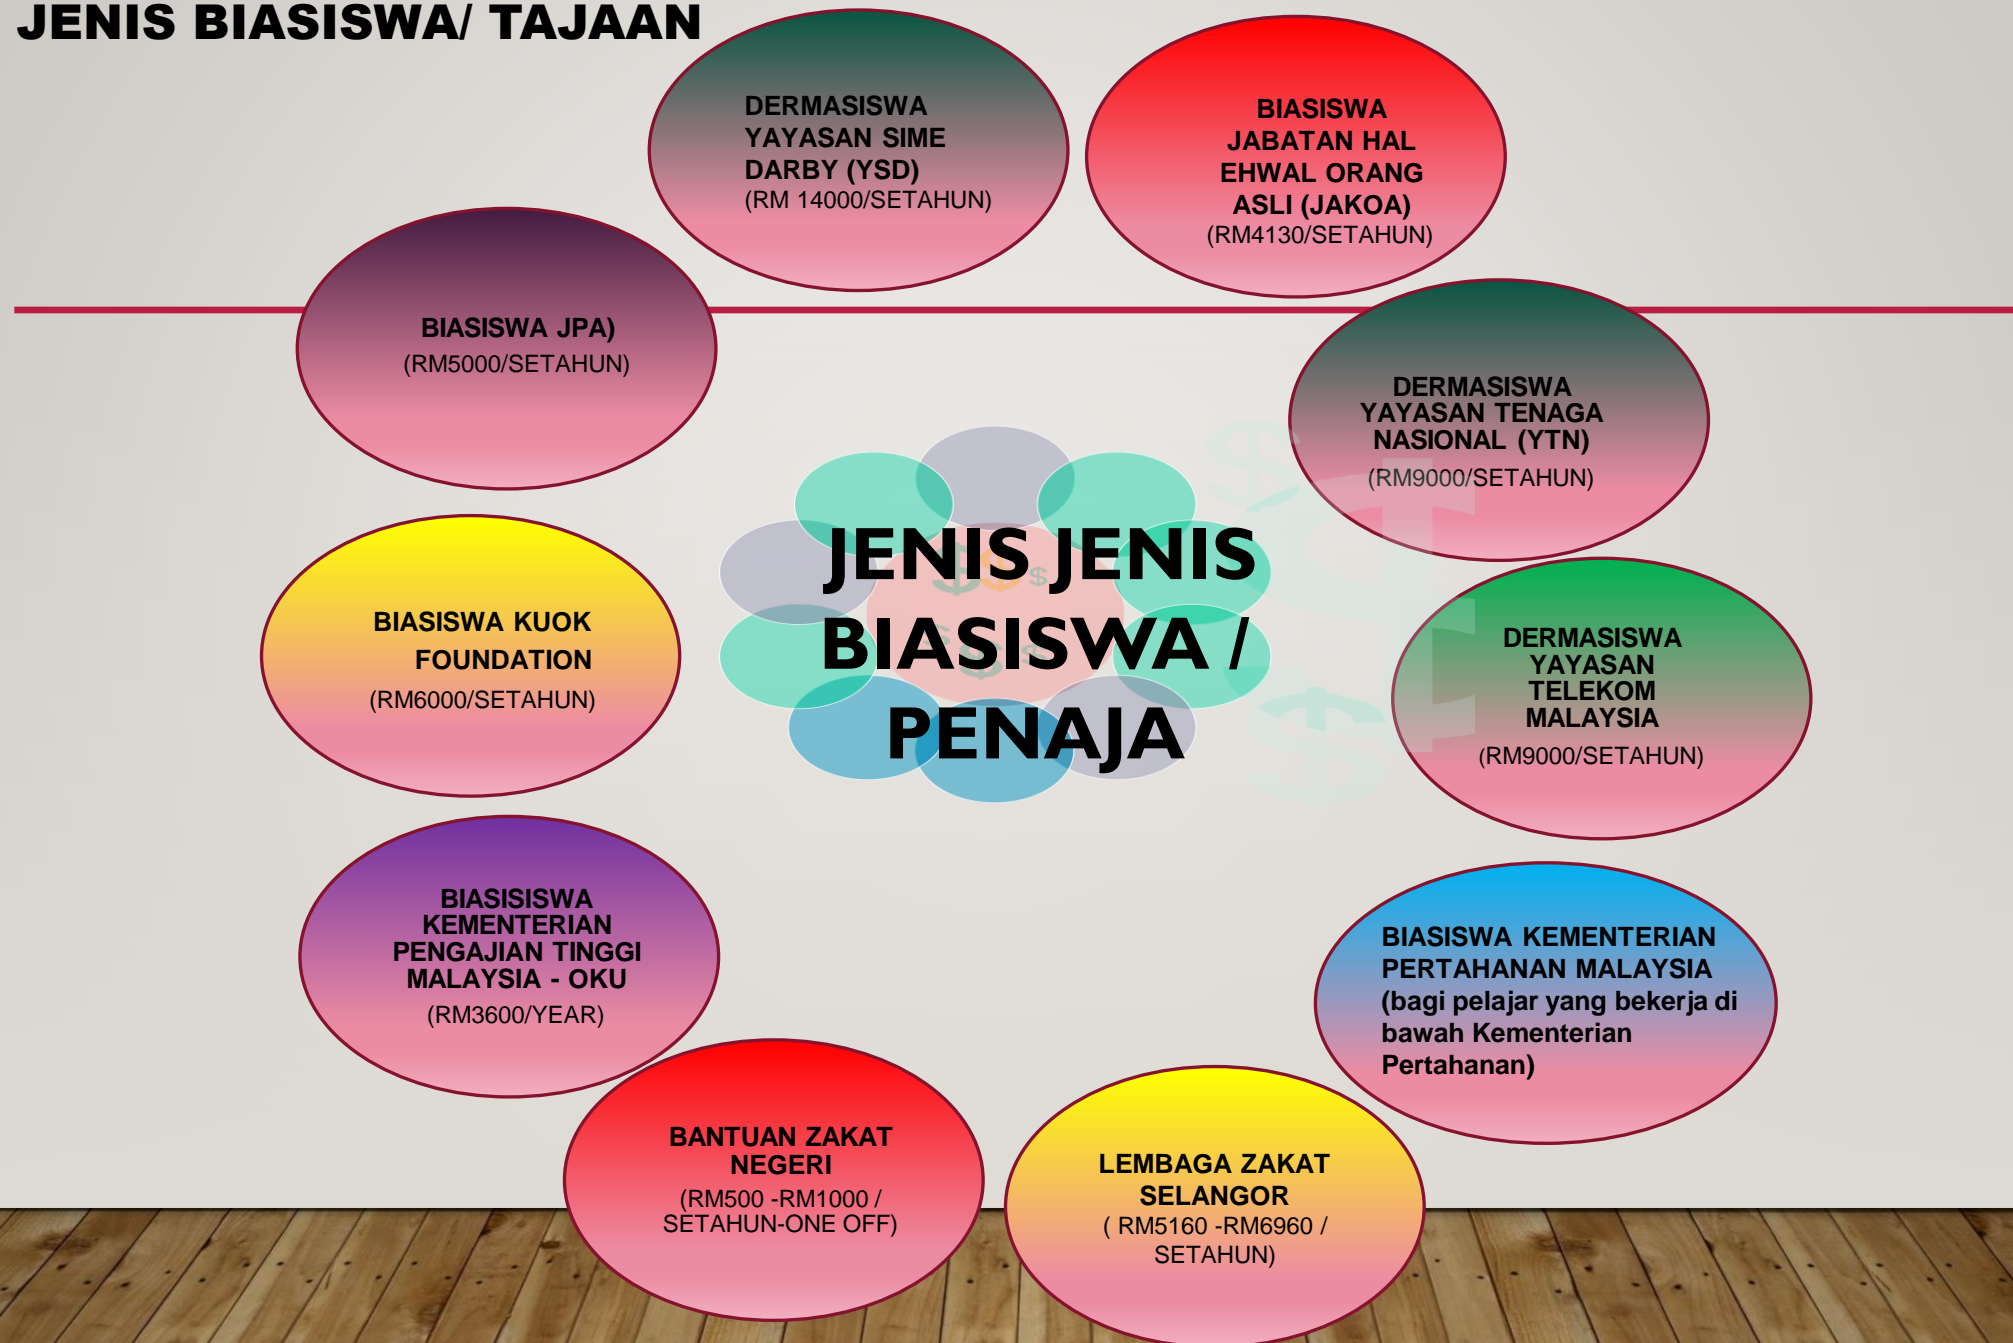 JENIS BIASISWA/ TAJAAN
DERMASISWA
YAYASAN SIME
DARBY (YSD)
(RM 14000/SETAHUN)
BIASISWA
JABATAN HAL
EHWAL ORANG
ASLI (JAKOA)
(RM4130/SETAHUN)
BIASISWA JPA)
(RM5000/SETAHUN)
DERMASISWA
YAYASAN TENAGA
NASIONAL (YTN)
(RM9000/SETAHUN)
JENIS JENIS
BIASISWA /
PENAJA
BIASISWA KUOK
FOUNDATION
(RM6000/SETAHUN)
DERMASISWA
YAYASAN
TELEKOM
MALAYSIA
(RM9000/SETAHUN)
BIASISISWA
KEMENTERIAN
PENGAJIAN TINGGI
MALAYSIA - OKU
(RM3600/YEAR)
BIASISWA KEMENTERIAN
PERTAHANAN MALAYSIA
(bagi pelajar yang bekerja di
bawah Kementerian
Pertahanan)
BANTUAN ZAKAT
NEGERI
(RM500 -RM1000 /
SETAHUN-ONE OFF)
LEMBAGA ZAKAT
SELANGOR
( RM5160 -RM6960 /
SETAHUN)